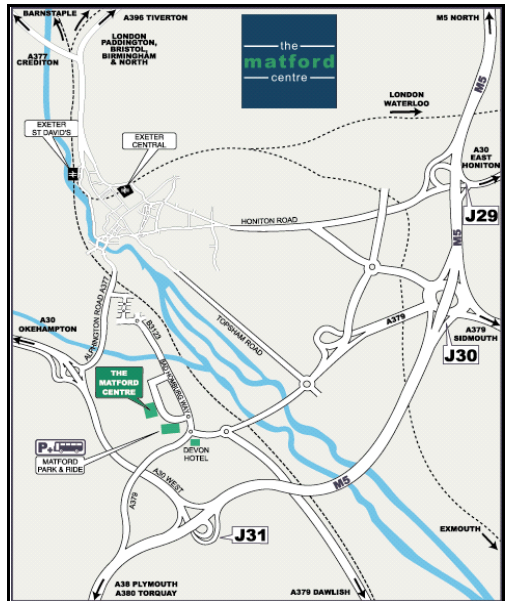 BARNSTAPLE
A396 TIVERTON
M5 NORTH
LONDON
PADDINGTON,
BRISTOL,
BIRMINGHAM
& NORTH
A377
CREDITON
the
matford
centre
M5
LONDON
WATERLOO
EXETER
ST DAVID'S
EXETER
CENTRAL
A30
EAST
HONITON
J29
HONITON ROAD
M5
A30
OKEHAMPTON
ALPHINGTON ROAD A377
B3123
TOPSHAM ROAD
A379
A379
SIDMOUTH
J30
THE
MATFORD
CENTRE
BAD HOMBURG WAY
P+
MATFORD
PARK & RIDE
DEVON
HOTEL
A30 WEST
A379
M5
J31
EXMOUTH
A38 PLYMOUTH
A380 TORQUAY
A379 DAWLISH